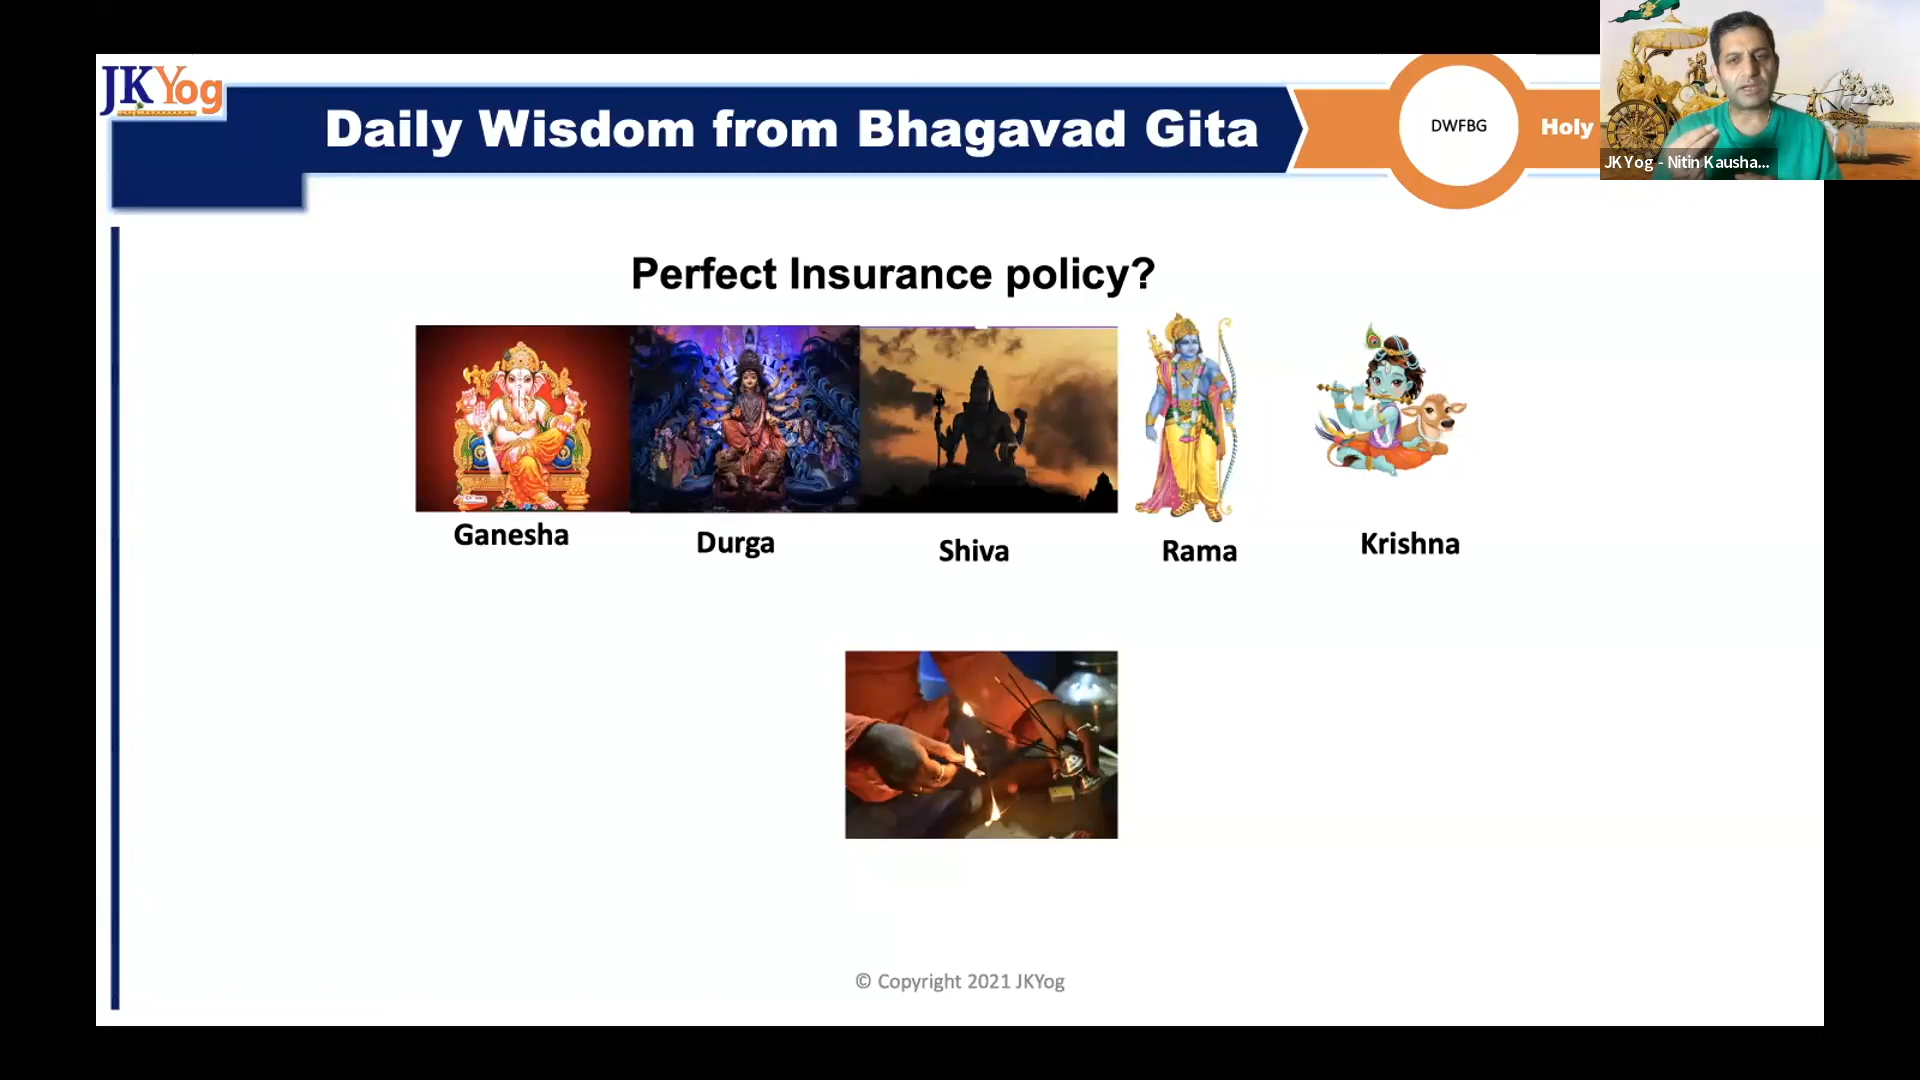 JKYog
Daily Wisdom from Bhagavad Gita
DWFBG
Holy
JK Yog - Nitin Kausha...
Perfect Insurance policy?
Ganesha
Durga
Shiva
Rama
Krishna
© Copyright 2021 JKYog